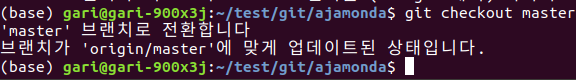 (base) gari@gari-900x3j:~/test/git/ajamonda$ git checkout master
'master' 브랜치로 전환합니다
브랜치가 'origin/master'에 맞게 업데이트된 상태입니다.
(base) gari@gari-900x3j:~/test/git/ajamonda$